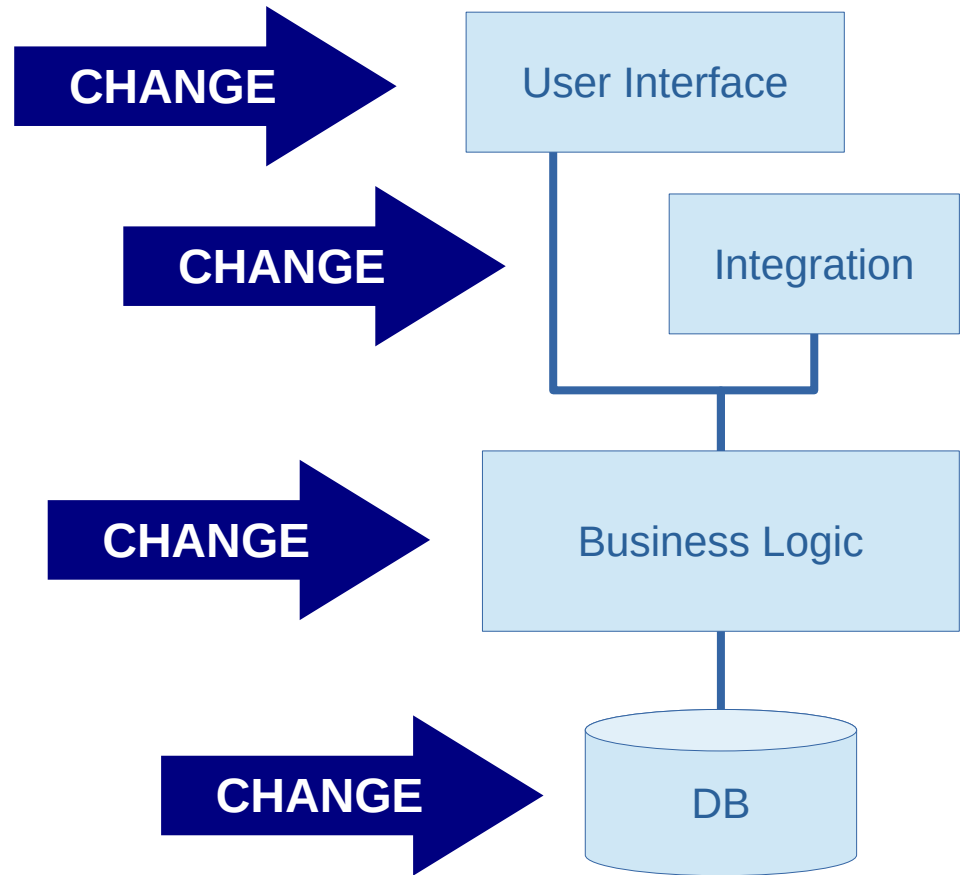 CHANGE
User Interface
CHANGE
Integration
CHANGE
Business Logic
CHANGE
DB